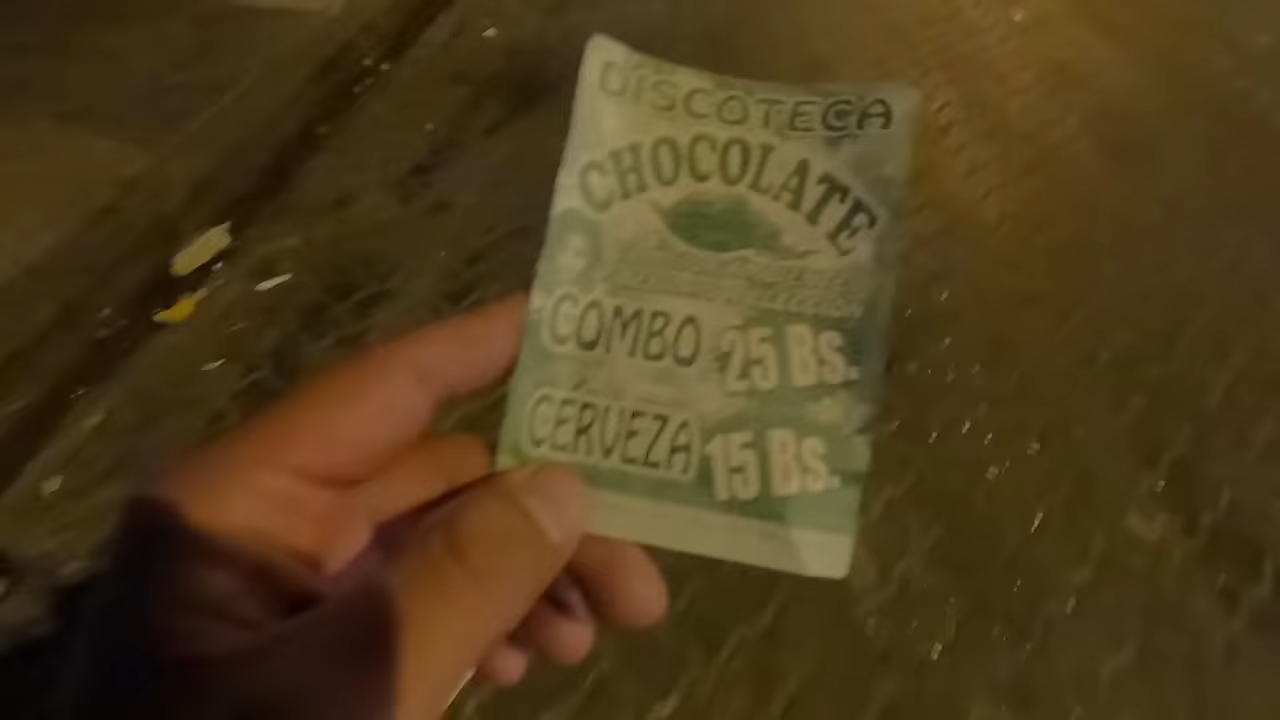 DISCOTECA
CHOCOLATE
COMBO 25 BS.
CERVEZA 15 BS.